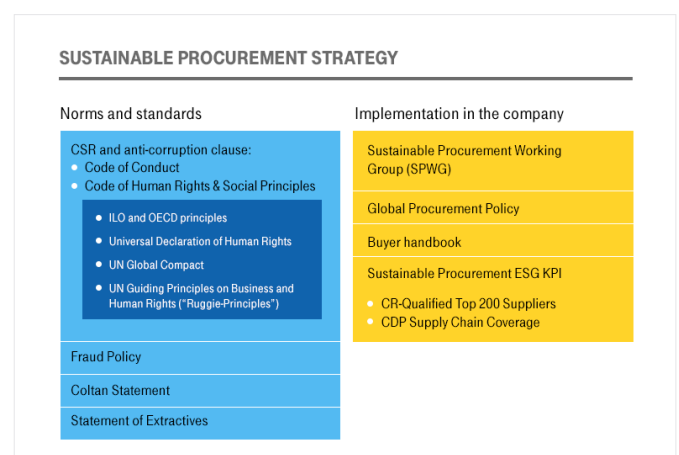 SUSTAINABLE PROCUREMENT STRATEGY
Norms and standards
CSR and anti-corruption clause:
Code of Conduct
Code of Human Rights & Social Principles
ILO and OECD principles
Universal Declaration of Human Rights
UN Global Compact
UN Guiding Principles on Business and
Human Rights (“Ruggie-Principles”)
Fraud Policy
Coltan Statement
Statement of Extractives
Implementation in the company
Sustainable Procurement Working
Group (SPWG)
Global Procurement Policy
Buyer handbook
Sustainable Procurement ESG KPI
CR-Qualified Top 200 Suppliers
CDP Supply Chain Coverage